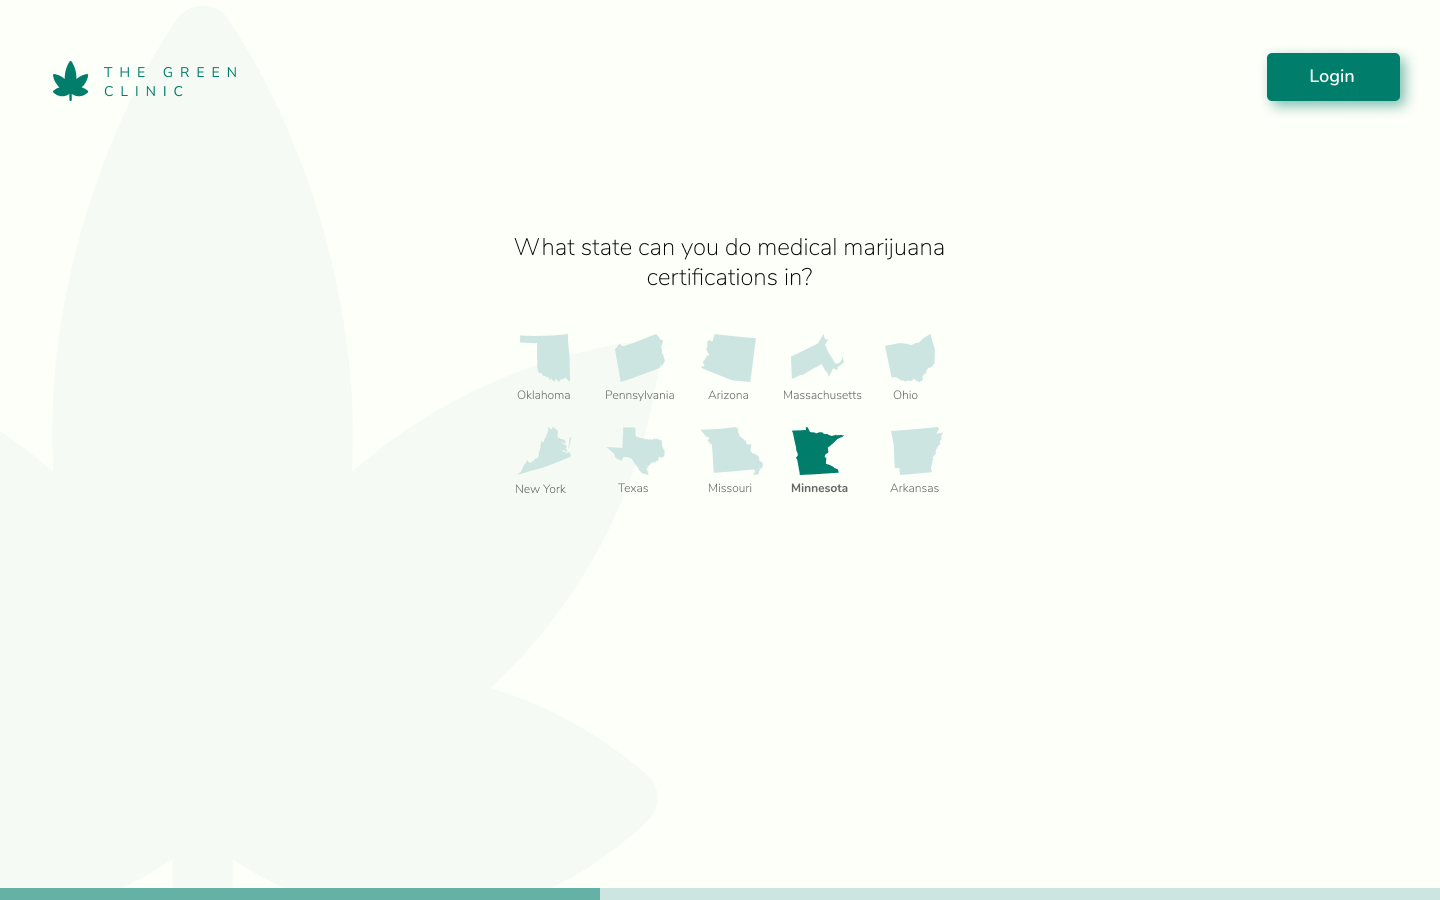 THE GREEN
CLINIC
Login
What state can you do medical marijuana
certifications in?
Oklahoma
Pennsylvania
Arizona
Massachusetts
Ohio
New York
Texas
Missouri
Minnesota
Arkansas